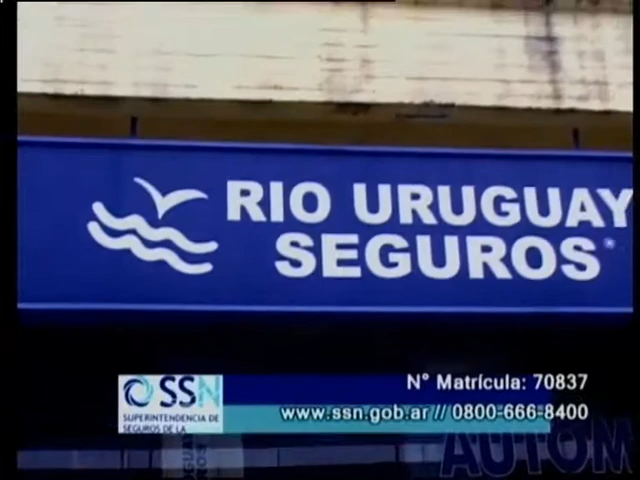 RIO URUGUAY
SEGUROS
SSN
SUPERINTENDENCIA DE
SEGUROS DE LA
N° Matrícula: 70837
www.ssn.gob.ar // 0800-666-8400
AUTOM